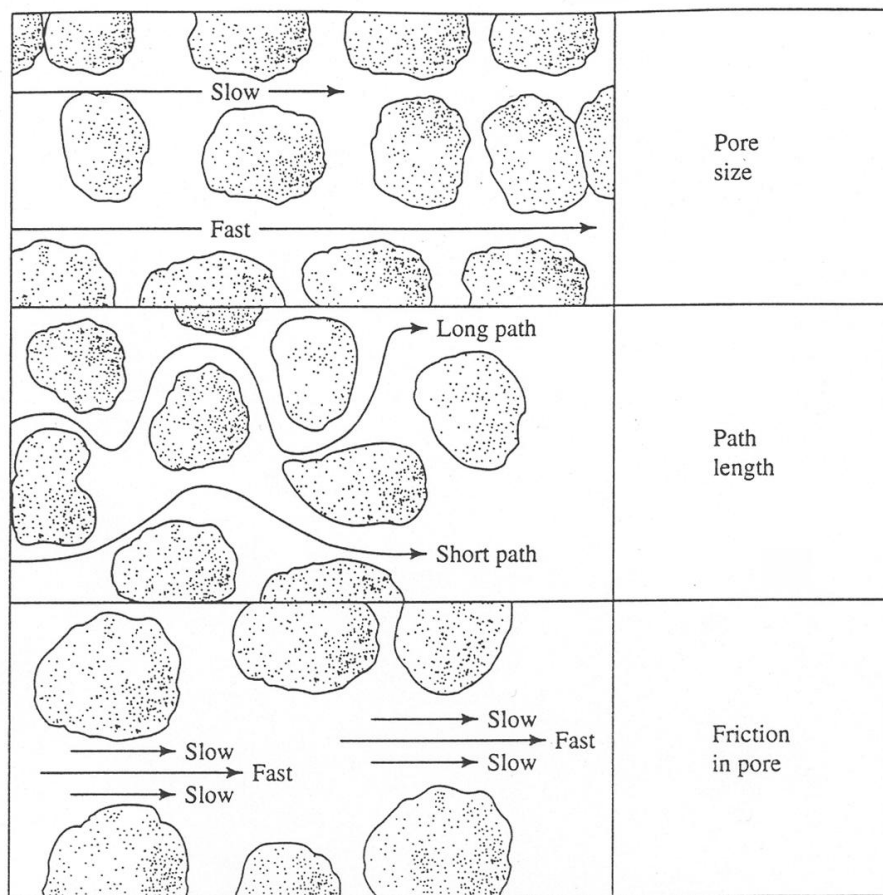 Slow
Pore
size
Fast
Long path
Path
length
Short path
Slow
Slow
Fast
Friction
in pore
Slow
Fast
Slow